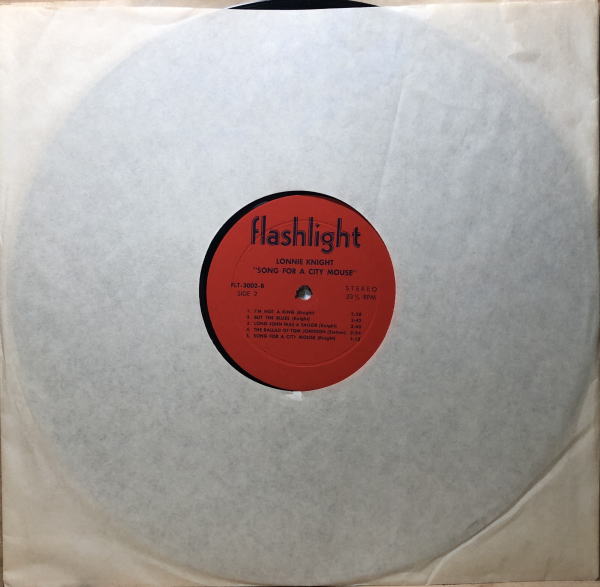 flashlight
LONNIE KNIGHT
"SONG FOR A CITY MOUSE"
FLT-3002-B STEREO
SIDE 2 33⅓ RPM
1. I'M NOT A KING (Knight)
2. BUT THE BLUES (Knight)
3. LONG JOHN WAS A SAILOR (Knight)
4. THE BALLAD OF TOM JOHNSON
5. SONG FOR A CITY MOUSE (Knight)